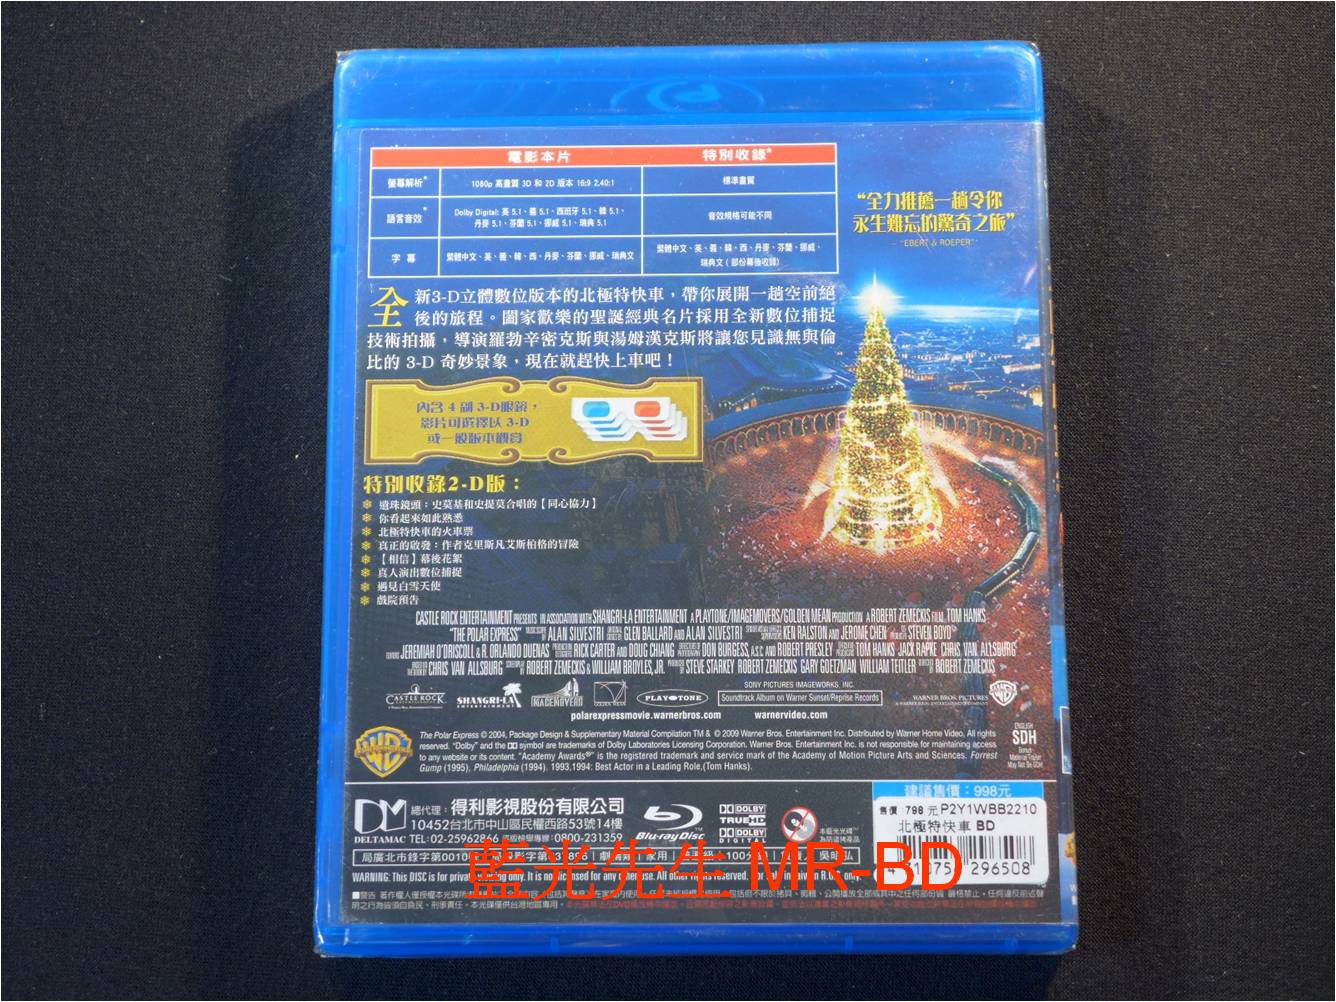 電影本片 特別收錄*
螢幕解析* 1080p 高畫質 3D 和 2D 版本 16:9 2.40:1 標準畫質
語言音效* Dolby Digital: 英 5.1、義 5.1、西班牙 5.1、韓 5.1、
丹麥 5.1、芬蘭 5.1、挪威 5.1、瑞典 5.1
音效規格可能不同
字幕 繁體中文、英、義、韓、西、丹麥、芬蘭、挪威、瑞典文
繁體中文、英、義、韓、西、丹麥、芬蘭、挪威、
瑞典文(部份幕後收錄)
“全力推薦一趟令你
永生難忘的驚奇之旅”
- "EBERT & ROEPER"
全新3-D立體數位版本的北極特快車，帶你展開一趟空前絕
後的旅程。闔家歡樂的聖誕經典名片採用全新數位捕捉
技術拍攝，導演羅勃辛密克斯與湯姆漢克斯將讓您見識無與倫
比的 3-D 奇妙景象，現在就趕快上車吧！
內含 4 副 3-D眼鏡，
影片可選擇以 3-D
或一般版本觀賞
特別收錄2-D版：
遺珠鏡頭：史莫基和史提莫合唱的【同心協力】
你看起來如此熟悉
北極特快車的火車票
真正的啟發：作者克里斯凡艾斯柏格的冒險
【相信】幕後花絮
真人演出數位捕捉
遇見白雪天使
戲院預告
CASTLE ROCK ENTERTAINMENT PRESENTS IN ASSOCIATION WITH SHANGRI-LA ENTERTAINMENT A PLAYTONE/IMAGEMOVERS/GOLDEN MEAN PRODUCTION A ROBERT ZEMECKIS FILM TOM HANKS
"THE POLAR EXPRESS" ALAN SILVESTRI GLEN BALLARD AND ALAN SILVESTRI KEN RALSTON AND JEROME CHEN STEVEN BOYD
JEREMIAH O'DRISCOLL & R. ORLANDO DUENAS RICK CARTER AND DOUG CHIANG DON BURGESS, A.S.C. AND ROBERT PRESLEY TOM HANKS JACK RAPKE CHRIS VAN ALLSBURG
CHRIS VAN ALLSBURG ROBERT ZEMECKIS & WILLIAM BROYLES, JR. STEVE STARKEY ROBERT ZEMECKIS GARY GOETZMAN WILLIAM TEITLER ROBERT ZEMECKIS
SONY PICTURES IMAGEWORKS, INC.
CASTLE ROCK SHANGRI-LA ENTERTAINMENT IMAGEMOVERS PLAY•TONE Soundtrack Album on Warner Sunset/Reprise Records WARNER BROS. PICTURES
polarexpressmovie.warnerbros.com warnervideo.com
The Polar Express © 2004, Package Design & Supplementary Material Compilation TM & © 2009 Warner Bros. Entertainment Inc. Distributed by Warner Home Video. All rights
reserved. “Dolby” and the symbol are trademarks of Dolby Laboratories Licensing Corporation. Warner Bros. Entertainment Inc. is not responsible for maintaining access
to any website or its content. "Academy Awards®" is the registered trademark and service mark of the Academy of Motion Picture Arts and Sciences. Forrest
Gump (1995), Philadelphia (1994). 1993,1994: Best Actor in a Leading Role,(Tom Hanks).
ENGLISH
SDH
Bonus
Material/Trailer
May Not Be SDH
建議售價：998元
售價：798 元 P2Y1WBB2210
北極特快車 BD
DELTAMAC
總代理：得利影視股份有限公司
10452台北市中山區民權西路53號14樓
TEL:02-25962866 0800-231359
Blu-ray Disc
DOLBY TRUEHD
DOLBY DIGITAL
本藍光光碟
為防盜拷產品
藍光先生 MR-BD
WARNING: This DISC is for